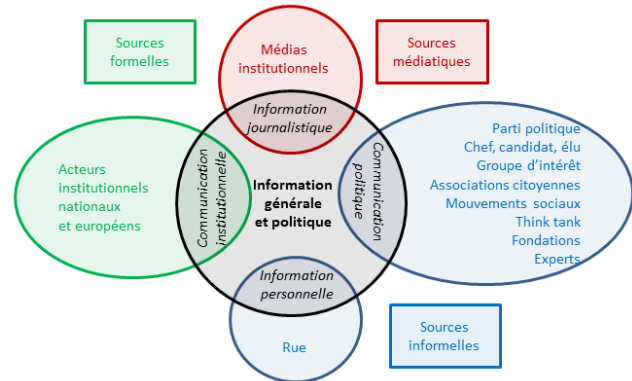 Sources
formelles
Médias
institutionnels
Sources
médiatiques
Information
journalistique
Acteurs
institutionnels
nationaux
et européens
Communication
institutionnelle
Information
générale
et politique
Communication
politique
Parti politique
Chef, candidat, élu
Groupe d’intérêt
Associations citoyennes
Mouvements sociaux
Think tank
Fondations
Experts
Information
personnelle
Rue
Sources
informelles